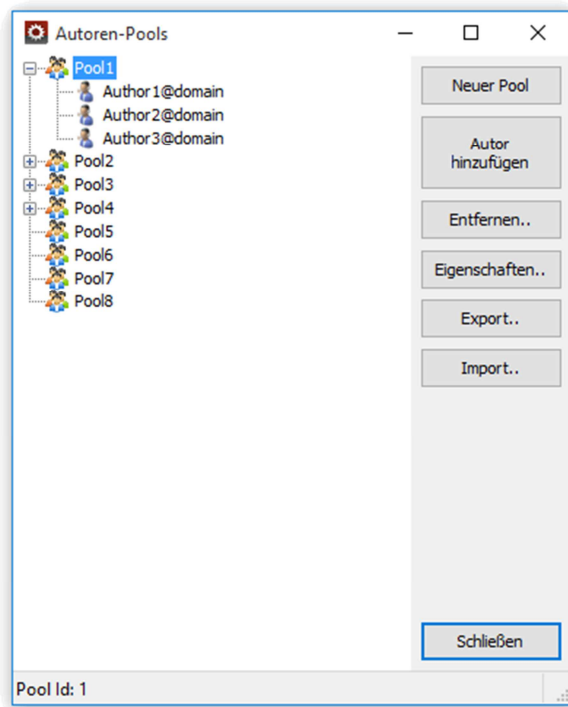 Autoren-Pools
Pool1
Author1@domain
Author2@domain
Author3@domain
Pool2
Pool3
Pool4
Pool5
Pool6
Pool7
Pool8
Neuer Pool
Autor
hinzufügen
Entfernen..
Eigenschaften..
Export..
Import..
Schließen
Pool Id: 1